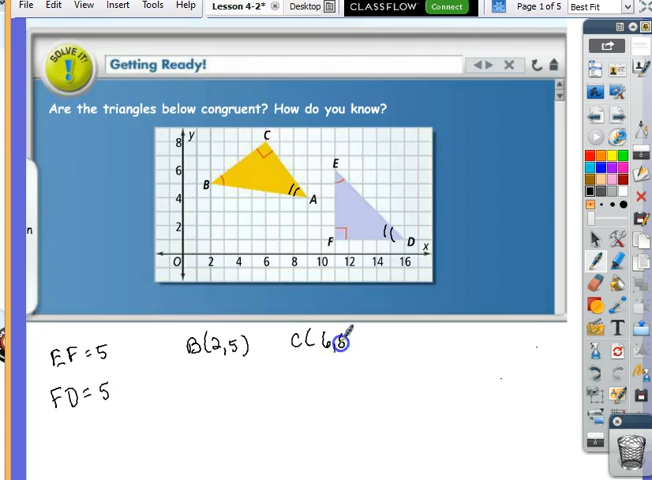 File Edit View Insert Tools Help Lesson 4-2* Desktop CLASSFLOW Connect Page 1 of 5 Best Fit
SOLVE IT!
Getting Ready!
Are the triangles below congruent? How do you know?
y
8 C
6 E
B
4 A
2
F D x
O 2 4 6 8 10 12 14 16
n
EF = 5 B(2,5) C(6,8
FD = 5
T